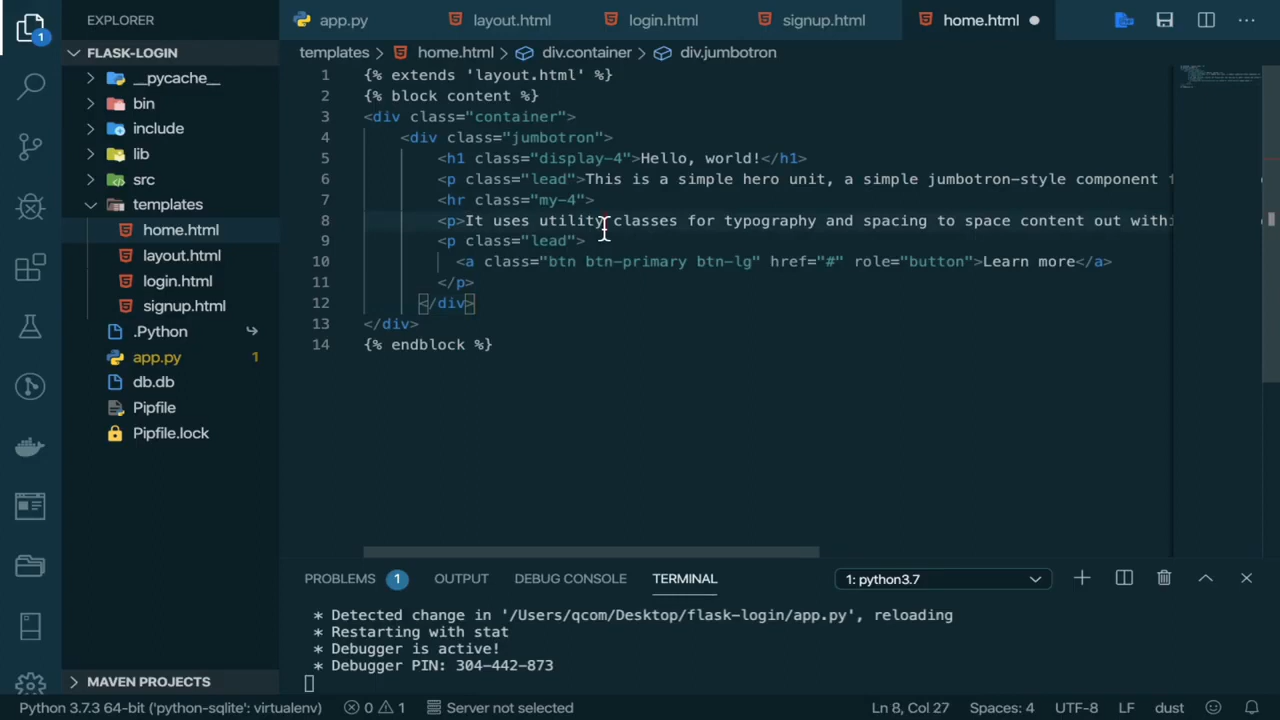 EXPLORER
app.py
layout.html
login.html
signup.html
home.html
1
FLASK-LOGIN
templates > home.html > div.container > div.jumbotron
__pycache__
bin
include
lib
src
templates
home.html
layout.html
login.html
signup.html
.Python
app.py 1
db.db
Pipfile
Pipfile.lock
MAVEN PROJECTS
1 {% extends 'layout.html' %}
2 {% block content %}
3 <div class="container">
4 <div class="jumbotron">
5 <h1 class="display-4">Hello, world!</h1>
6 <p class="lead">This is a simple hero unit, a simple jumbotron-style component
7 <hr class="my-4">
8 <p>It uses utility classes for typography and spacing to space content out withi
9 <p class="lead">
10 <a class="btn btn-primary btn-lg" href="#" role="button">Learn more</a>
11 </p>
12 </div>
13 </div>
14 {% endblock %}
PROBLEMS 1 OUTPUT DEBUG CONSOLE TERMINAL 1: python3.7
* Detected change in '/Users/qcom/Desktop/flask-login/app.py', reloading
* Restarting with stat
* Debugger is active!
* Debugger PIN: 304-442-873
Python 3.7.3 64-bit ('python-sqlite': virtualenv) 0 1 Server not selected Ln 8, Col 27 Spaces: 4 UTF-8 LF dust